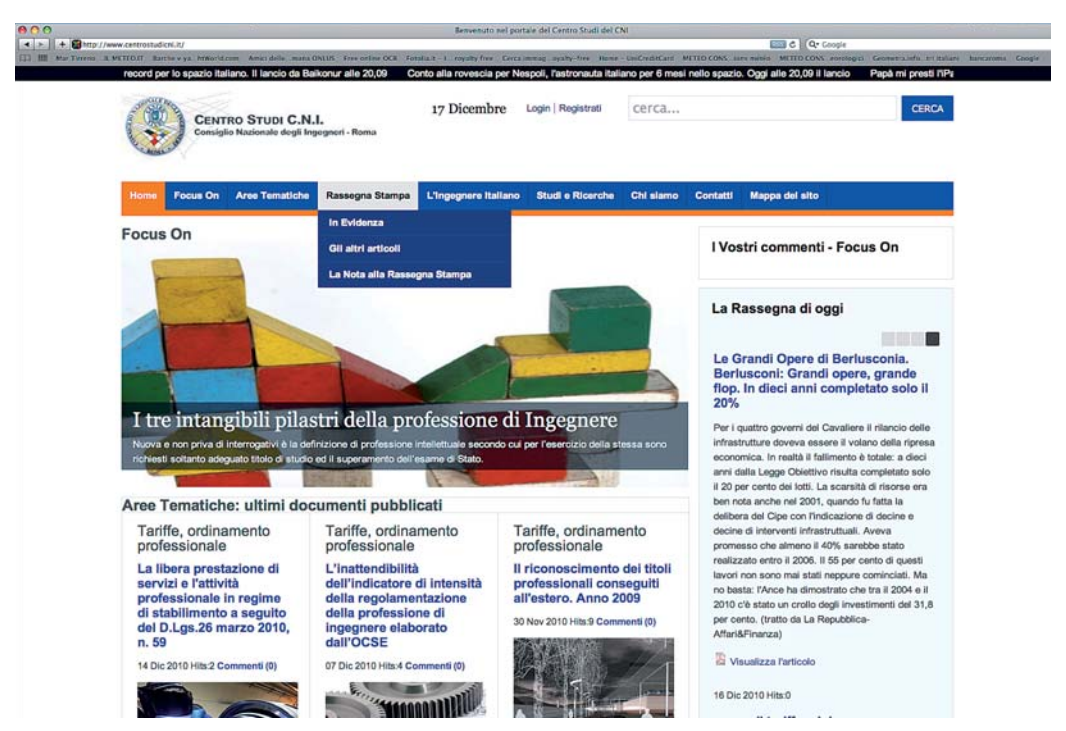 Benvenuto nel portale del Centro Studi del CNI
http://www.centrostudicni.it/
Google
record per lo spazio italiano. Il lancio da Baikonur alle 20,09 Conto alla rovescia per Nespoli, l'astronauta italiano per 6 mesi nello spazio. Oggi alle 20,09 il lancio Papà mi presti l'iPa
CENTRO STUDI C.N.I.
Consiglio Nazionale degli Ingegneri - Roma
17 Dicembre
Login | Registrati
cerca...
CERCA
Home Focus On Aree Tematiche Rassegna Stampa L'Ingegnere Italiano Studi e Ricerche Chi siamo Contatti Mappa del sito
In Evidenza
Gli altri articoli
La Nota alla Rassegna Stampa
Focus On
I tre intangibili pilastri della professione di Ingegnere
Nuova e non priva di interrogativi è la definizione di professione intellettuale secondo cui per l'esercizio della stessa sono
richiesti soltanto adeguato titolo di studio ed il superamento dell'esame di Stato.
Aree Tematiche: ultimi documenti pubblicati
Tariffe, ordinamento
professionale
La libera prestazione di
servizi e l'attività
professionale in regime
di stabilimento a seguito
del D.Lgs.26 marzo 2010,
n. 59
14 Dic 2010 Hits:2 Commenti (0)
Tariffe, ordinamento
professionale
L'inattendibilità
dell'indicatore di intensità
della regolamentazione
della professione di
ingegnere elaborato
dall'OCSE
07 Dic 2010 Hits:4 Commenti (0)
Tariffe, ordinamento
professionale
Il riconoscimento dei titoli
professionali conseguiti
all'estero. Anno 2009
30 Nov 2010 Hits:9 Commenti (0)
I Vostri commenti - Focus On
La Rassegna di oggi
Le Grandi Opere di Berlusconia.
Berlusconi: Grandi opere, grande
flop. In dieci anni completato solo il
20%
Per i quattro governi del Cavaliere il rilancio delle
infrastrutture doveva essere il volano della ripresa
economica. In realtà il fallimento è totale: a dieci
anni dalla Legge Obiettivo risulta completato solo
il 20 per cento dei lotti. La scarsità di risorse era
ben nota anche nel 2001, quando fu fatta la
delibera del Cipe con l'indicazione di decine e
decine di interventi infrastruttuali. Aveva
promesso che almeno il 40% sarebbe stato
realizzato entro il 2006. Il 55 per cento di questi
lavori non sono mai stati neppure cominciati. Ma
no basta: l'Ance ha dimostrato che tra il 2004 e il
2010 c'è stato un crollo degli investimenti del 31,8
per cento. (tratto da La Repubblica-
Affari&Finanza)
Visualizza l'articolo
16 Dic 2010 Hits:0